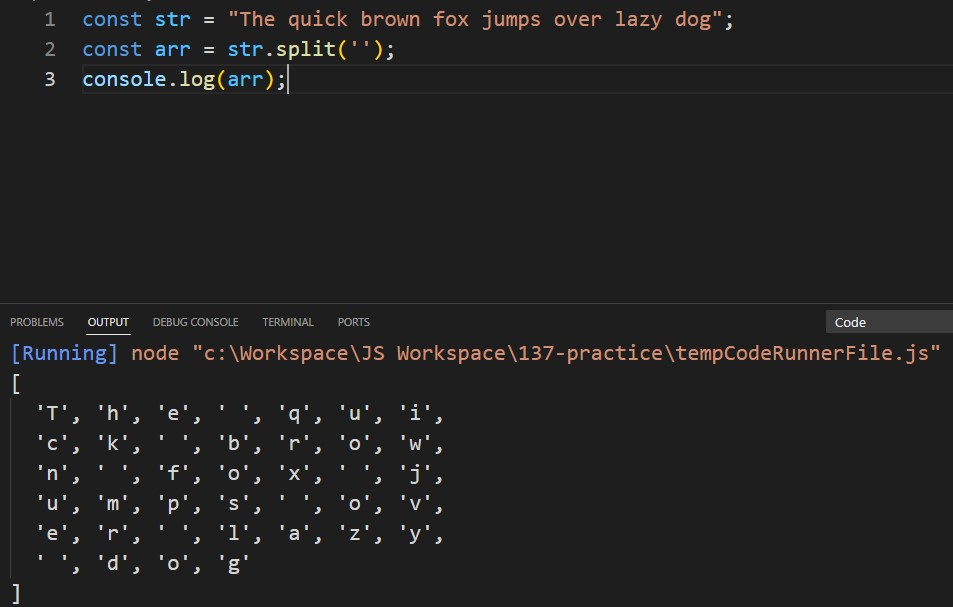 1 const str = "The quick brown fox jumps over lazy dog";
2 const arr = str.split('');
3 console.log(arr);
PROBLEMS OUTPUT DEBUG CONSOLE TERMINAL PORTS Code
[Running] node "c:\Workspace\JS Workspace\137-practice\tempCodeRunnerFile.js"
[
  'T', 'h', 'e', ' ', 'q', 'u', 'i',
  'c', 'k', ' ', 'b', 'r', 'o', 'w',
  'n', ' ', 'f', 'o', 'x', ' ', 'j',
  'u', 'm', 'p', 's', ' ', 'o', 'v',
  'e', 'r', ' ', 'l', 'a', 'z', 'y',
  ' ', 'd', 'o', 'g'
]